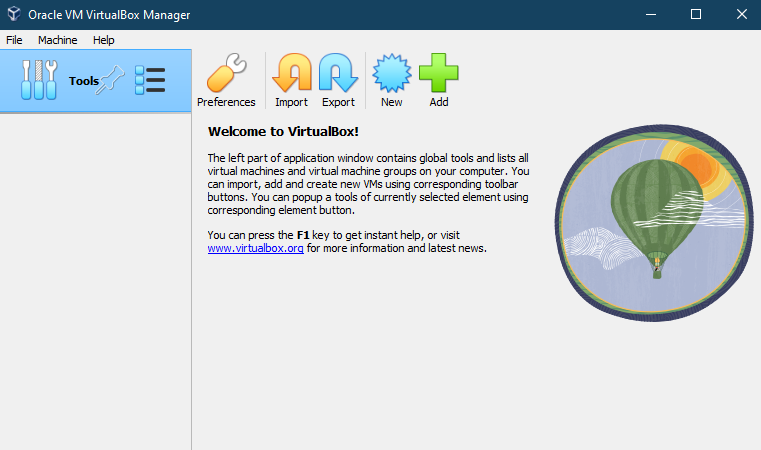 Oracle VM VirtualBox Manager
File Machine Help
Tools
Preferences Import Export New Add
Welcome to VirtualBox!
The left part of application window contains global tools and lists all
virtual machines and virtual machine groups on your computer. You
can import, add and create new VMs using corresponding toolbar
buttons. You can popup a tools of currently selected element using
corresponding element button.
You can press the F1 key to get instant help, or visit
www.virtualbox.org for more information and latest news.